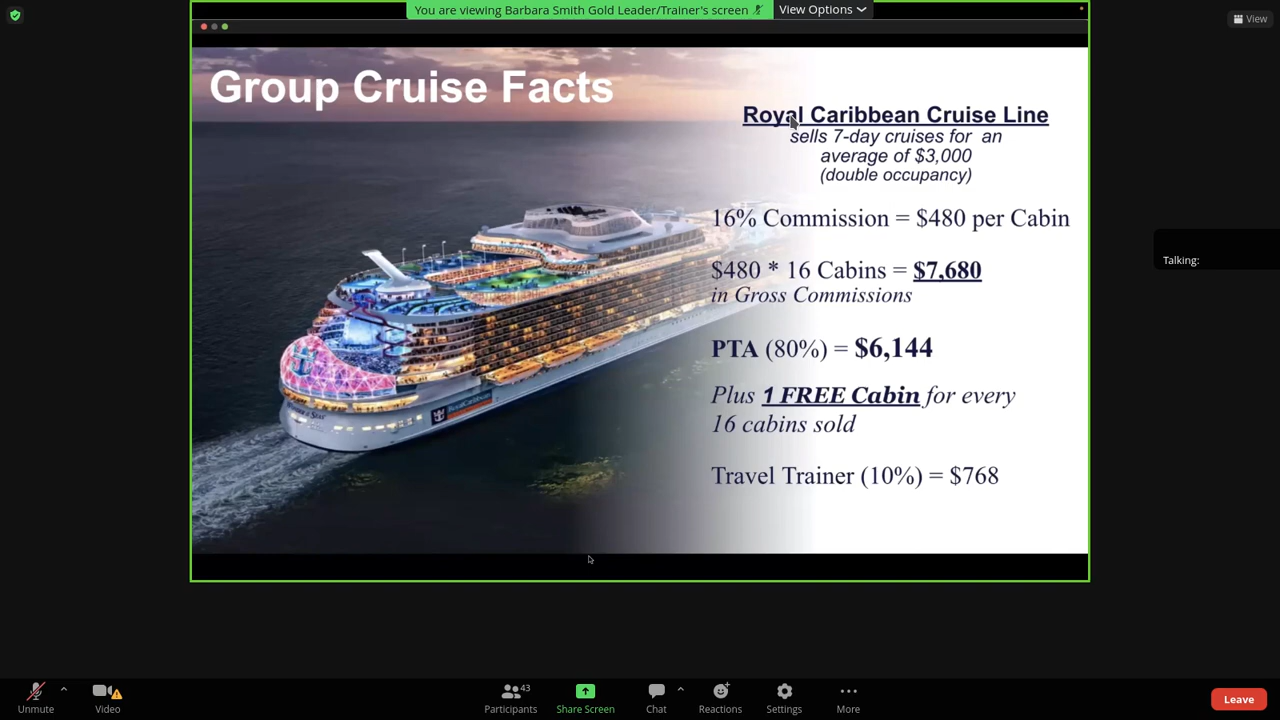 You are viewing Barbara Smith Gold Leader/Trainer's screen
View Options
View
Group Cruise Facts
Royal Caribbean Cruise Line
sells 7-day cruises for an
average of $3,000
(double occupancy)
16% Commission = $480 per Cabin
$480 * 16 Cabins = $7,680
in Gross Commissions
PTA (80%) = $6,144
Plus 1 FREE Cabin for every
16 cabins sold
Travel Trainer (10%) = $768
Talking:
RoyalCaribbean
Unmute
Video
43
Participants
Share Screen
Chat
Reactions
Settings
More
Leave